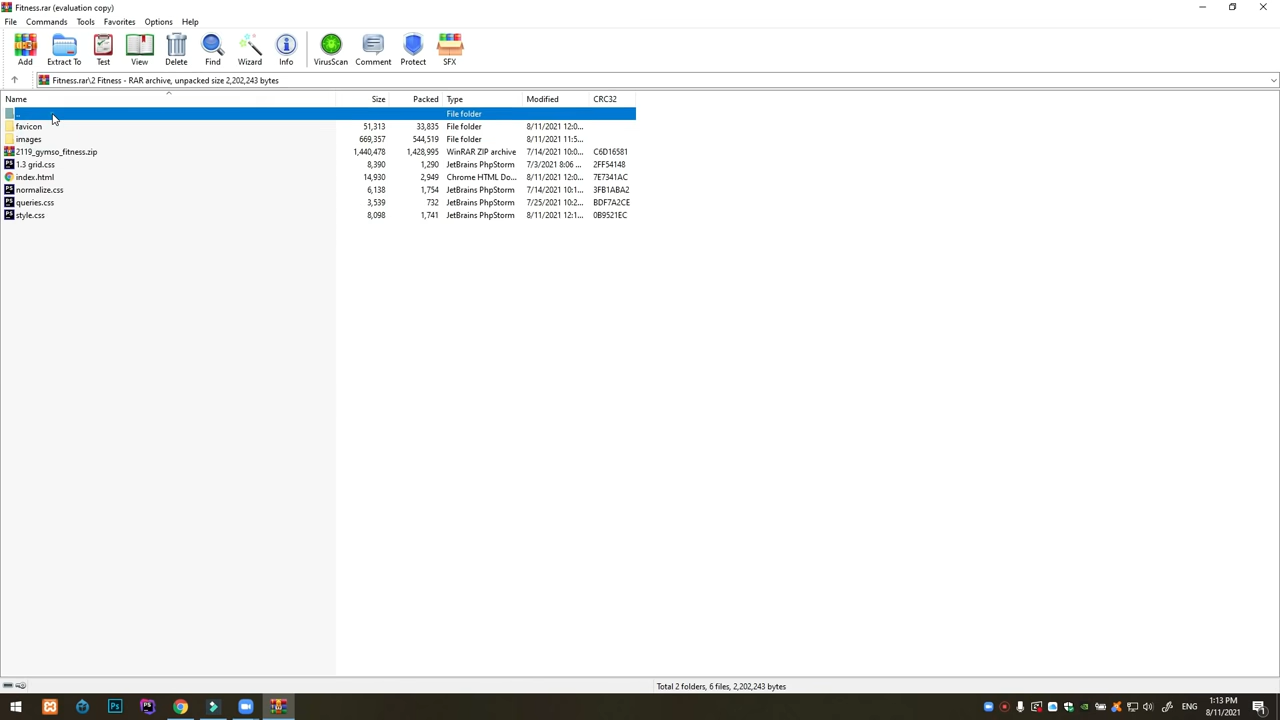 Fitness.rar (evaluation copy)
File Commands Tools Favorites Options Help
Add Extract To Test View Delete Find Wizard Info VirusScan Comment Protect SFX
Fitness.rar\2 Fitness - RAR archive, unpacked size 2,202,243 bytes
Name Size Packed Type Modified CRC32
.. File folder
favicon 51,313 33,835 File folder 8/11/2021 12:0...
images 669,357 544,519 File folder 8/11/2021 11:5...
2119_gymso_fitness.zip 1,440,478 1,428,995 WinRAR ZIP archive 7/14/2021 10:0... C6D16581
1.3 grid.css 8,390 1,290 JetBrains PhpStorm 7/3/2021 8:06 ... 2FF54148
index.html 14,930 2,949 Chrome HTML Do... 8/11/2021 12:0... 7E7341AC
normalize.css 6,138 1,754 JetBrains PhpStorm 7/14/2021 10:1... 3FB1ABA2
queries.css 3,539 732 JetBrains PhpStorm 7/25/2021 10:2... BDF7A2CE
style.css 8,098 1,741 JetBrains PhpStorm 8/11/2021 12:1... 0B9521EC
Total 2 folders, 6 files, 2,202,243 bytes
Ps PS ENG 1:13 PM
8/11/2021